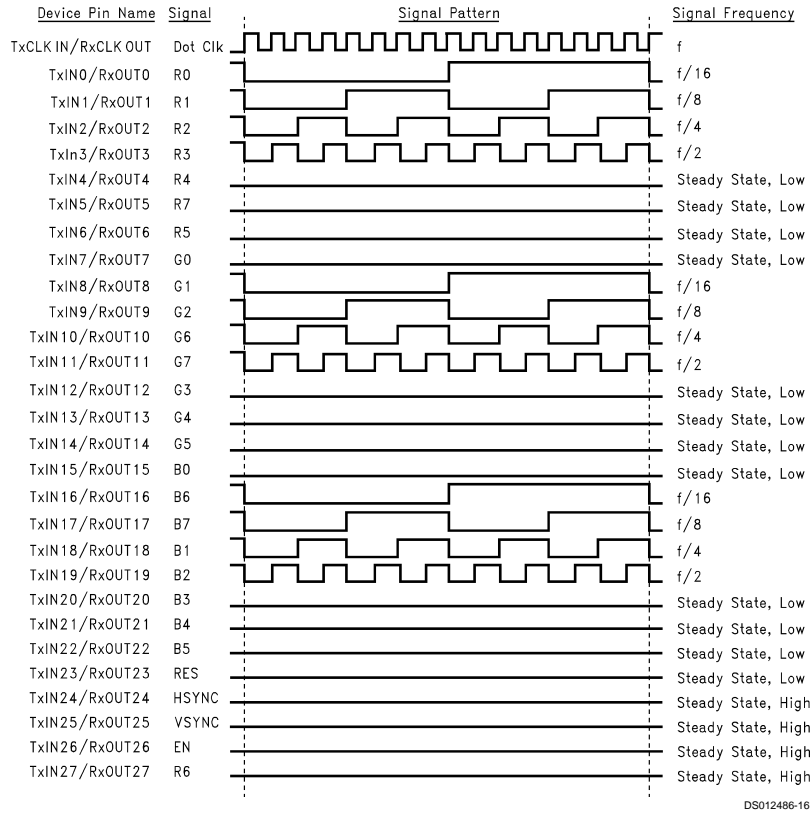 Device Pin Name Signal Signal Pattern Signal Frequency
TxCLK IN/RxCLK OUT Dot Clk f
TxIN0/RxOUT0 R0 f/16
TxIN1/RxOUT1 R1 f/8
TxIN2/RxOUT2 R2 f/4
TxIn3/RxOUT3 R3 f/2
TxIN4/RxOUT4 R4 Steady State, Low
TxIN5/RxOUT5 R7 Steady State, Low
TxIN6/RxOUT6 R5 Steady State, Low
TxIN7/RxOUT7 G0 Steady State, Low
TxIN8/RxOUT8 G1 f/16
TxIN9/RxOUT9 G2 f/8
TxIN10/RxOUT10 G6 f/4
TxIN11/RxOUT11 G7 f/2
TxIN12/RxOUT12 G3 Steady State, Low
TxIN13/RxOUT13 G4 Steady State, Low
TxIN14/RxOUT14 G5 Steady State, Low
TxIN15/RxOUT15 B0 Steady State, Low
TxIN16/RxOUT16 B6 f/16
TxIN17/RxOUT17 B7 f/8
TxIN18/RxOUT18 B1 f/4
TxIN19/RxOUT19 B2 f/2
TxIN20/RxOUT20 B3 Steady State, Low
TxIN21/RxOUT21 B4 Steady State, Low
TxIN22/RxOUT22 B5 Steady State, Low
TxIN23/RxOUT23 RES Steady State, Low
TxIN24/RxOUT24 HSYNC Steady State, High
TxIN25/RxOUT25 VSYNC Steady State, High
TxIN26/RxOUT26 EN Steady State, High
TxIN27/RxOUT27 R6 Steady State, High
DS012486-16